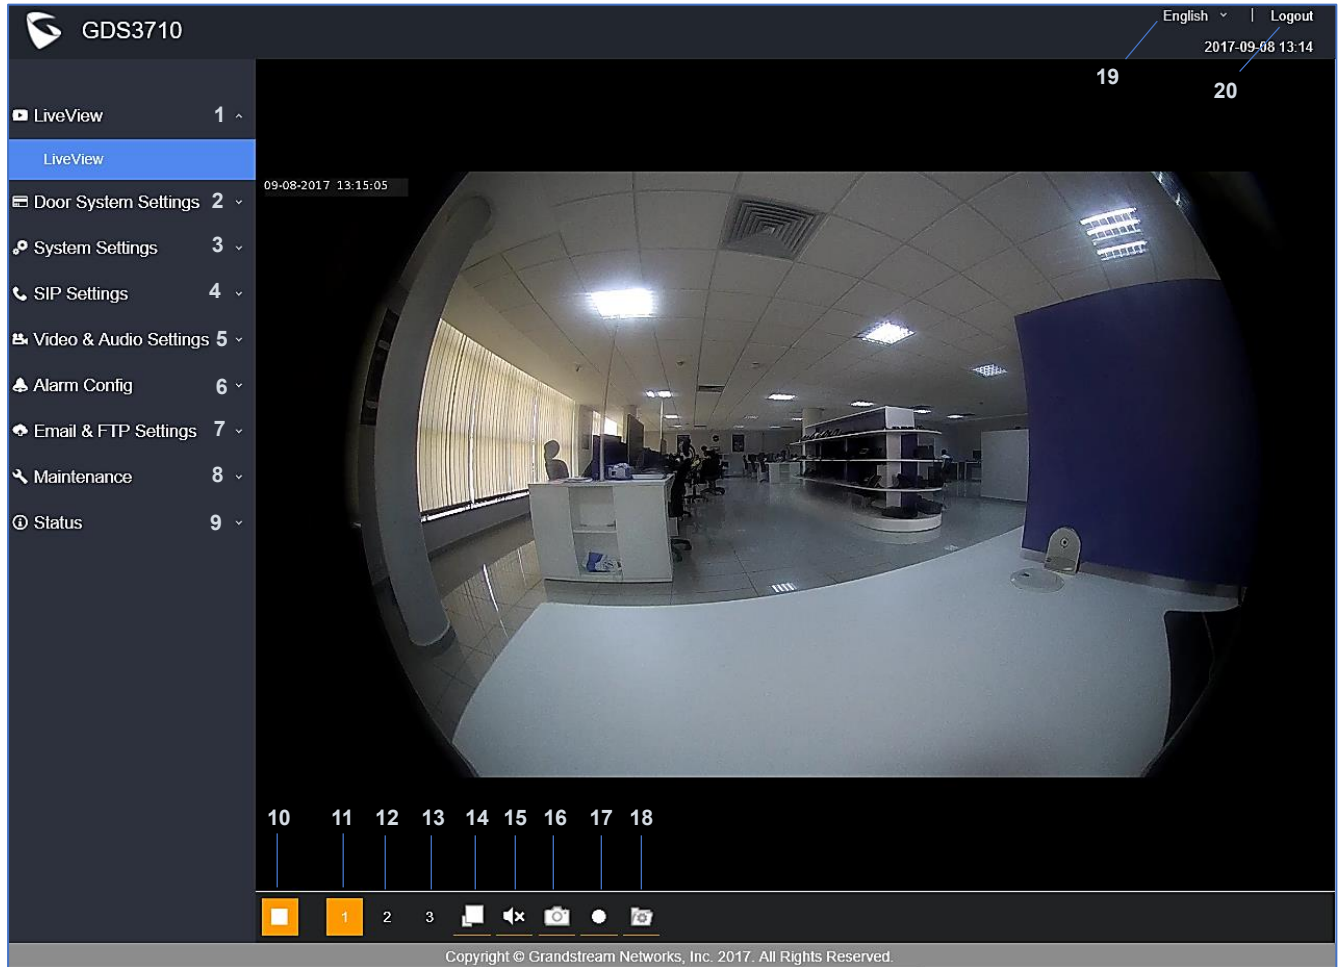 GDS3710
English | Logout
2017-09-08 13:14
19
20
LiveView 1
LiveView
Door System Settings 2
System Settings 3
SIP Settings 4
Video & Audio Settings 5
Alarm Config 6
Email & FTP Settings 7
Maintenance 8
Status 9
09-08-2017 13:15:05
10 11 12 13 14 15 16 17 18
1 2 3
Copyright © Grandstream Networks, Inc. 2017. All Rights Reserved.